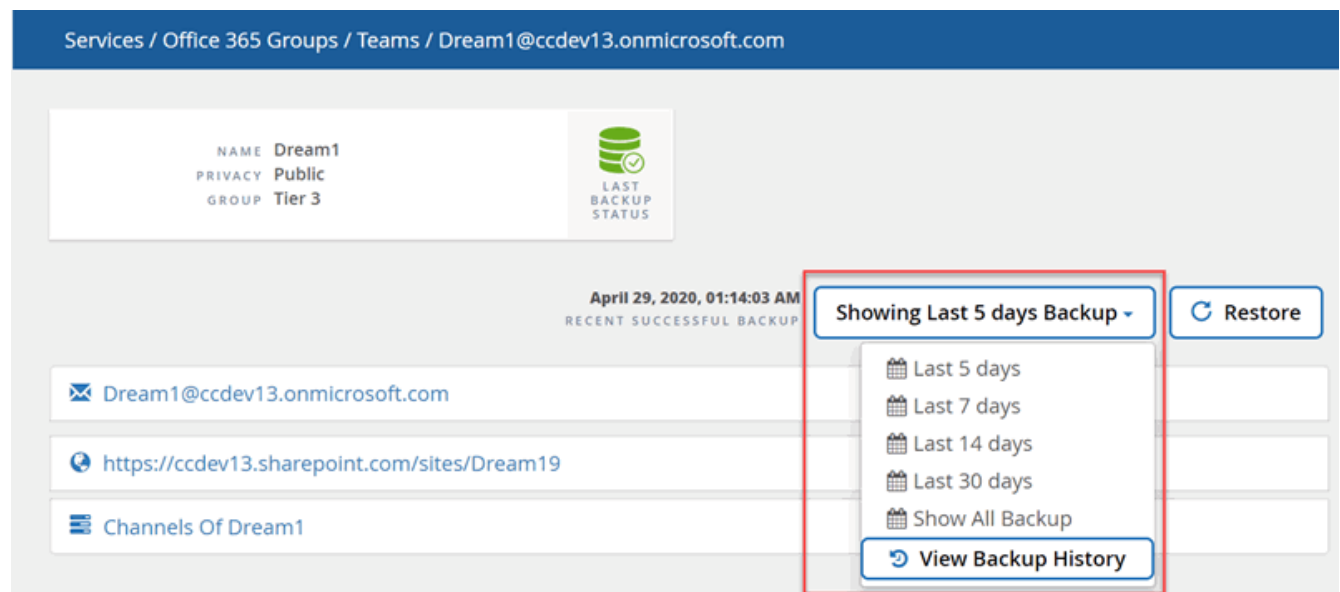 Services / Office 365 Groups / Teams / Dream1@ccdev13.onmicrosoft.com
NAME Dream1
PRIVACY Public
GROUP Tier 3
LAST
BACKUP
STATUS
April 29, 2020, 01:14:03 AM
RECENT SUCCESSFUL BACKUP
Showing Last 5 days Backup
Restore
Last 5 days
Last 7 days
Last 14 days
Last 30 days
Show All Backup
View Backup History
Dream1@ccdev13.onmicrosoft.com
https://ccdev13.sharepoint.com/sites/Dream19
Channels Of Dream1